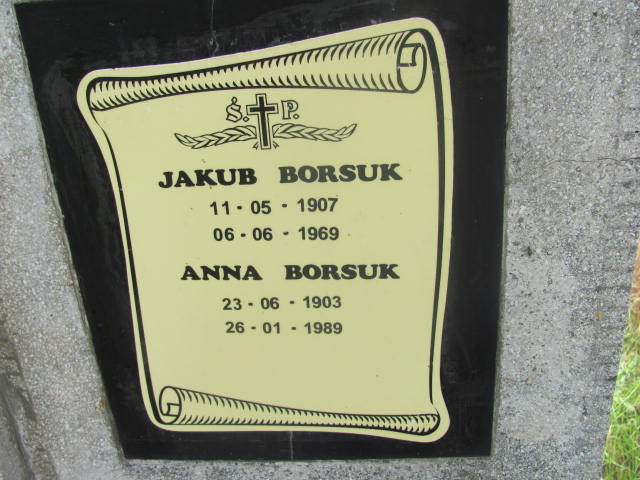 Ś. P.
JAKUB BORSUK
11-05-1907
06-06-1969
ANNA BORSUK
23-06-1903
26-01-1989